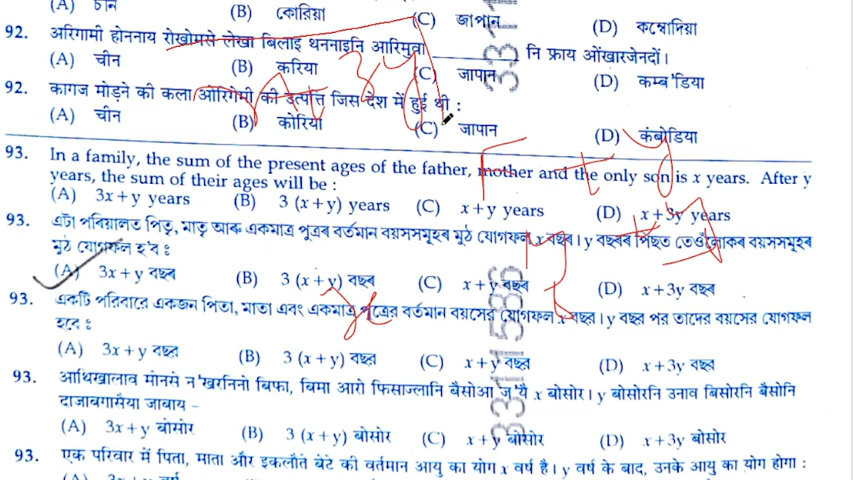 (A) चीन (B) কোৰিয়া (C) জাপান (D) কম্বোদিয়া
92. अरिगामी होननाय रोखोमसे लेखा बिलाइ थननाइनि आरिमुवा ________ नि फ्राय ओंखारजेनदों।
(A) चीन (B) करिया (C) जापान (D) कम्ब'डिया
92. कागज मोड़ने की कला ओरिगेमी की उत्पत्ति जिस देश में हुई थी :
(A) चीन (B) कोरिया (C) जापान (D) कंबोडिया
93. In a family, the sum of the present ages of the father, mother and the only son is x years. After y
years, the sum of their ages will be :
(A) 3x + y years (B) 3 (x + y) years (C) x + y years (D) x + 3y years
93. এটা পৰিয়ালত পিতৃ, মাতৃ আৰু একমাত্ৰ পুত্ৰৰ বৰ্তমান বয়সসমূহৰ মুঠ যোগফল x বছৰ। y বছৰৰ পিছত তেওঁলোকৰ বয়সসমূহৰ
মুঠ যোগফল হ'ব :
(A) 3x + y বছৰ (B) 3 (x + y) বছৰ (C) x + y বছৰ (D) x + 3y বছৰ
93. একটি পরিবারে একজন পিতা, মাতা এবং একমাত্র পুত্রের বর্তমান বয়সের যোগফল x বছর। y বছর পর তাদের বয়সের যোগফল
হবে :
(A) 3x + y বছর (B) 3 (x + y) বছর (C) x + y বছর (D) x + 3y বছর
93. आथिखालाव मोनसे न'खरनिनो बिफा, बिमा आरो फिसाज्लानि बैसोआ ज'यै x बोसोर। y बोसोरनि उनाव बिसोरनि बैसोनि
दाजाबगासैया जाबाय –
(A) 3x + y बोसोर (B) 3 (x + y) बोसोर (C) x + y बोसोर (D) x + 3y बोसोर
93. एक परिवार में पिता, माता और इकलौते बेटे की वर्तमान आयु का योग x वर्ष है। y वर्ष के बाद, उनके आयु का योग होगा :